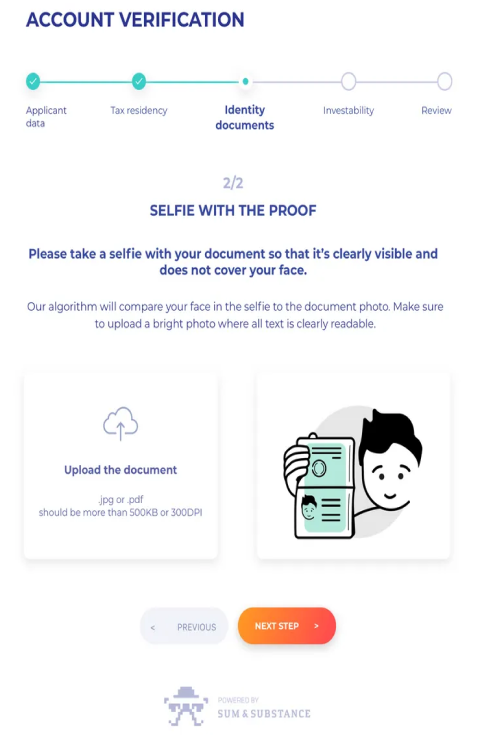 ACCOUNT VERIFICATION
Applicant
data
Tax residency
Identity
documents
Investability
Review
2/2
SELFIE WITH THE PROOF
Please take a selfie with your document so that it's clearly visible and
does not cover your face.
Our algorithm will compare your face in the selfie to the document photo. Make sure
to upload a bright photo where all text is clearly readable.
Upload the document
.jpg or .pdf
should be more than 500KB or 300DPI
< PREVIOUS
NEXT STEP >
POWERED BY
SUM & SUBSTANCE